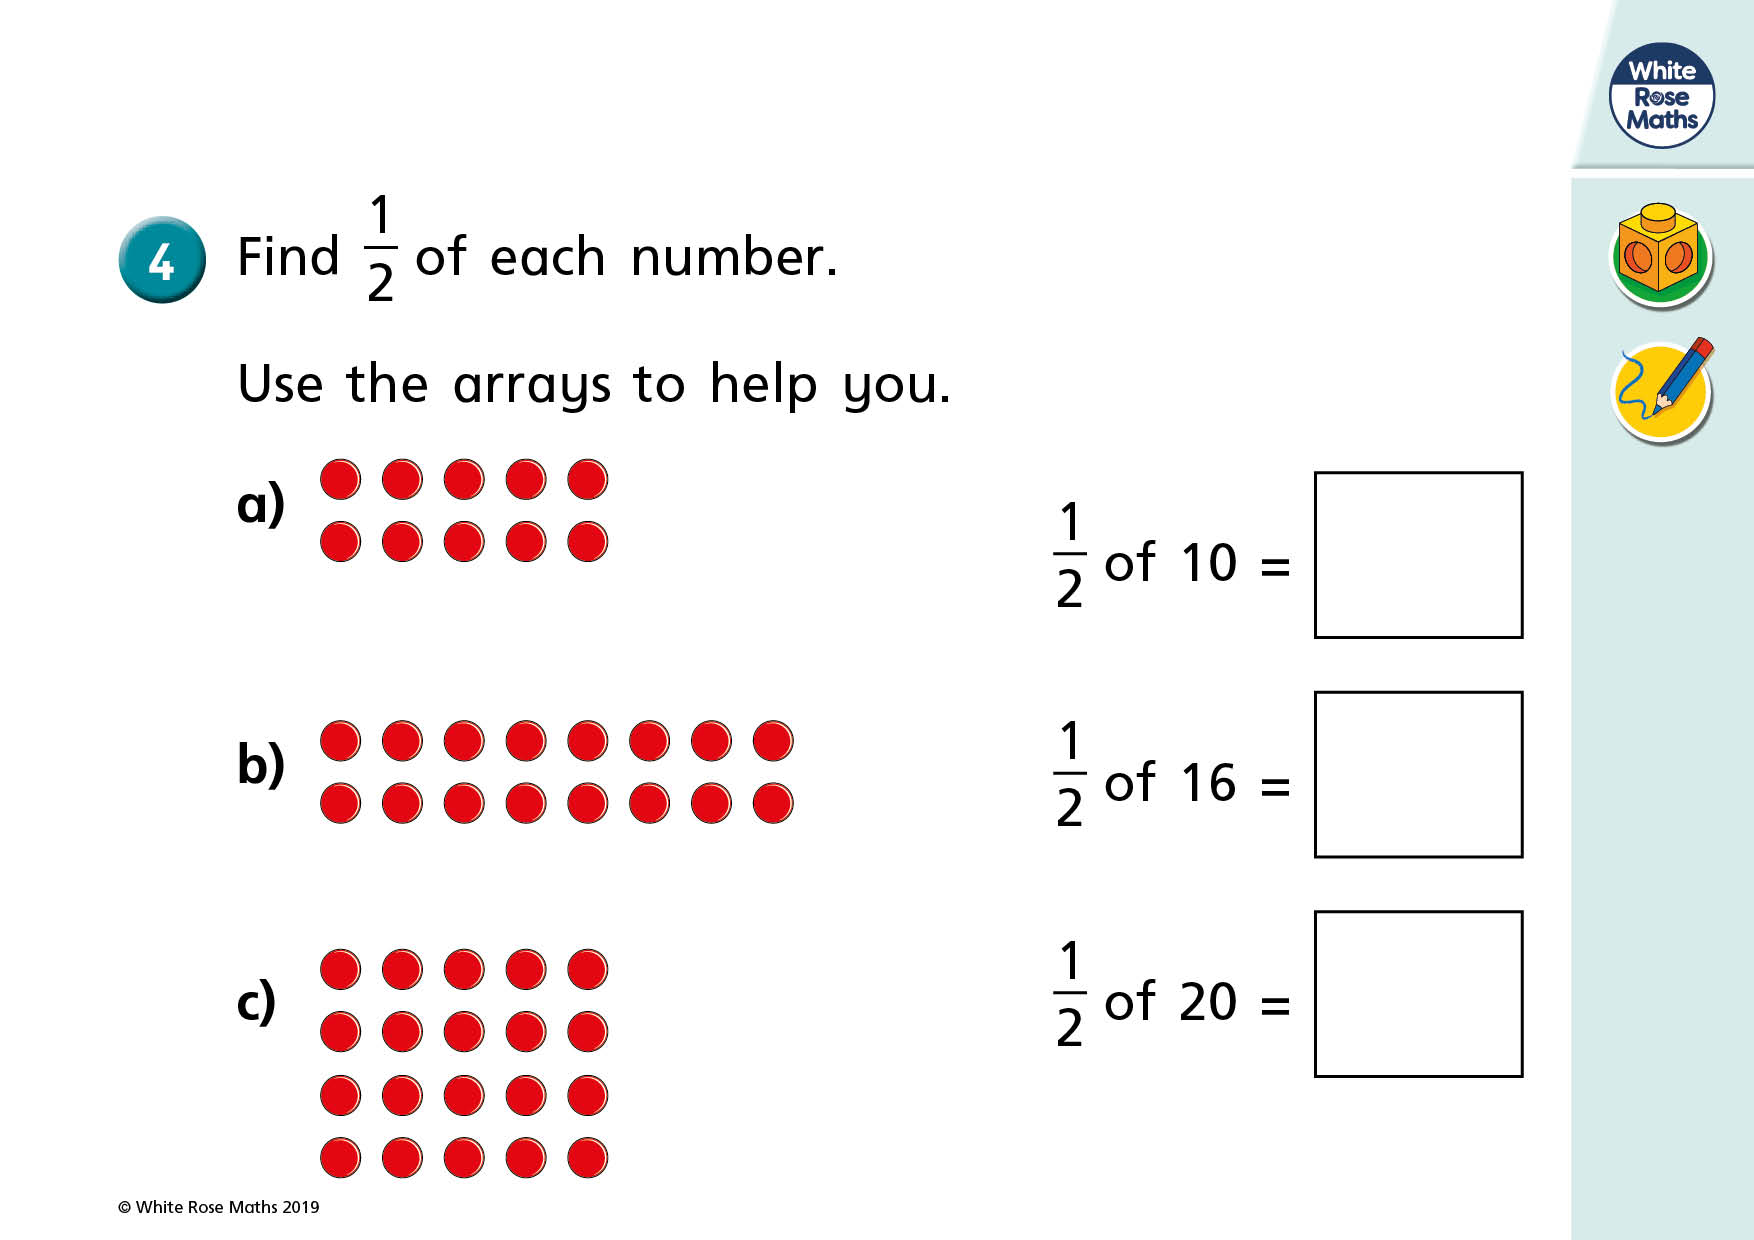 White
Rose
Maths
4 Find 1/2 of each number.
Use the arrays to help you.
a) 1/2 of 10 =
b) 1/2 of 16 =
c) 1/2 of 20 =
© White Rose Maths 2019